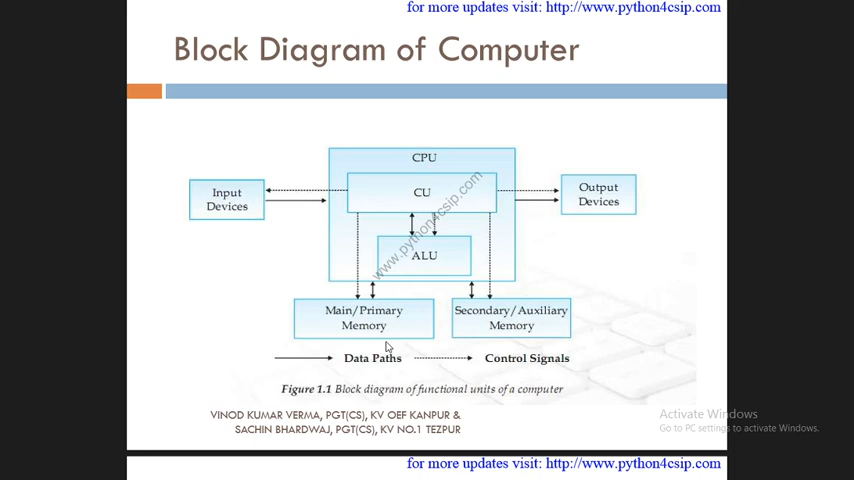 for more updates visit: http://www.python4csip.com
Block Diagram of Computer
CPU
CU
ALU
Input
Devices
Output
Devices
Main/Primary
Memory
Secondary/Auxiliary
Memory
www.python4csip.com
Data Paths
Control Signals
Figure 1.1 Block diagram of functional units of a computer
VINOD KUMAR VERMA, PGT(CS), KV OEF KANPUR &
SACHIN BHARDWAJ, PGT(CS), KV NO.1 TEZPUR
Activate Windows
Go to PC settings to activate Windows.
for more updates visit: http://www.python4csip.com